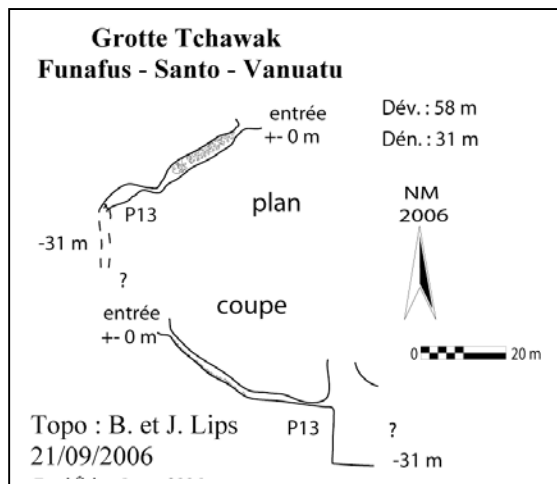 Grotte Tchawak
Funafus - Santo - Vanuatu
entrée
+- 0 m
Dév. : 58 m
Dén. : 31 m
P13
plan
NM
2006
-31 m
?
entrée
+- 0 m
coupe
0
20 m
Topo : B. et J. Lips
P13
?
21/09/2006
-31 m